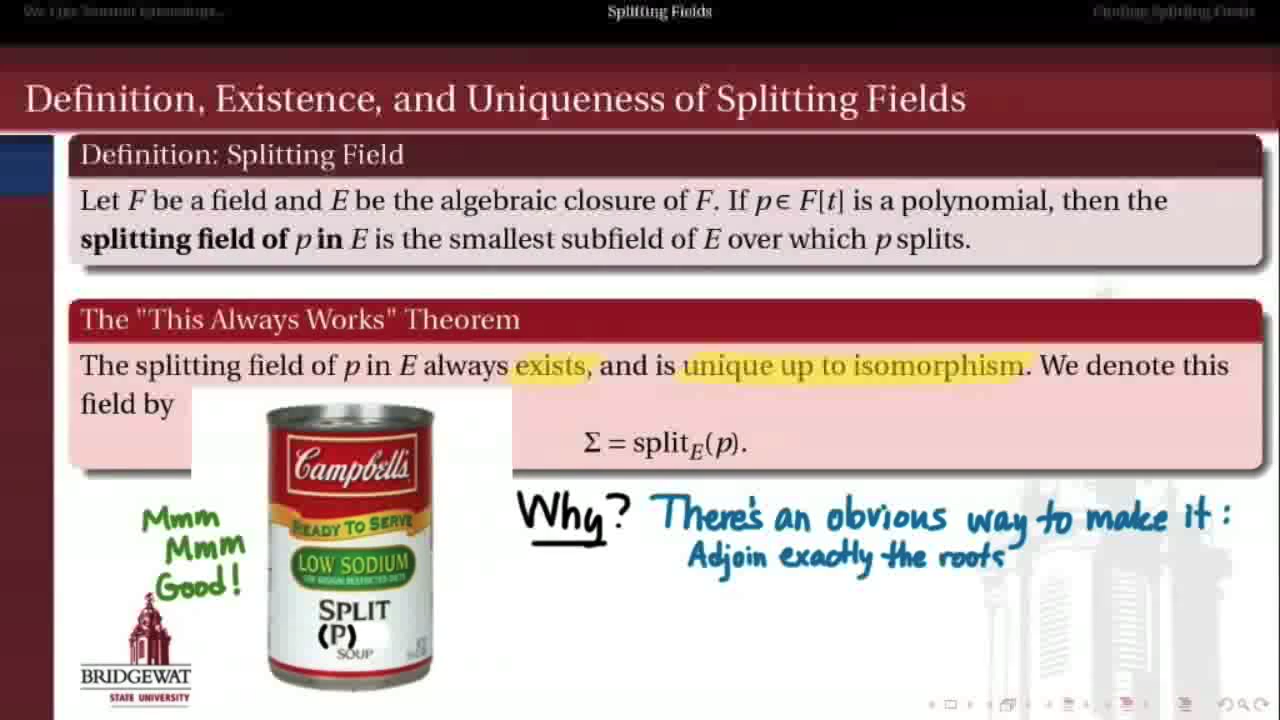 Splitting Fields
Definition, Existence, and Uniqueness of Splitting Fields
Definition: Splitting Field
Let F be a field and E be the algebraic closure of F. If p ∈ F[t] is a polynomial, then the
splitting field of p in E is the smallest subfield of E over which p splits.
The "This Always Works" Theorem
The splitting field of p in E always exists, and is unique up to isomorphism. We denote this
field by
Σ = split_E(p).
Why? There's an obvious way to make it:
Adjoin exactly the roots
Mmm
Mmm
Good!
Campbell's
READY TO SERVE
LOW SODIUM
SPLIT
(P)
SOUP
BRIDGEWAT
STATE UNIVERSITY